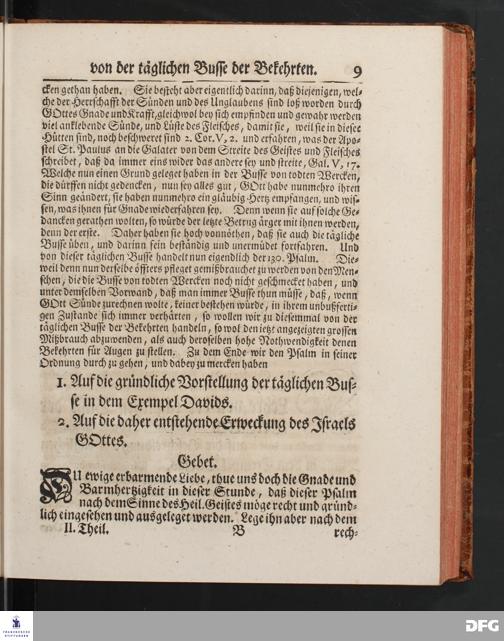 von der täglichen Busse der Bekehrten. 9
cken gethan haben. Sie besteht aber eigentlich darinn, daß diejenigen, wel-
che der Herrschafft der Sünden und des Unglaubens sind loß worden durch
GOttes Gnade und Krafft, gleichwol bey sich empfinden und gewahr werden
viel anklebende Sünde, und Lüste des Fleisches, damit sie, weil sie in dieser
Hütten sind, noch beschweret sind 2. Cor. V, 2. und erfahren, was der Apo-
stel St. Paulus an die Galater von dem Streite des Geistes und Fleisches
schreibet, daß da immer eins wider das andere sey und streite, Gal. V, 17.
Welche nun einen Grund geleget haben in der Busse von todten Wercken,
die dürffen nicht gedencken, nun sey alles gut, GOtt habe nunmehro ihren
Sinn geändert, sie haben nunmehro ein gläubig Hertz empfangen, und wis-
sen, was ihnen für Gnade wiederfahren sey. Denn wenn sie auf solche Ge-
dancken gerathen wolten, so würde der letzte Betrug ärger mit ihnen werden,
denn der erste. Daher haben sie hoch vonnöthen, daß sie auch die tägliche
Busse üben, und darinn sein beständig und unermüdet fortfahren. Und
von dieser täglichen Busse handelt nun eigentlich der 130. Psalm. Die-
weil denn nun derselbe öffters pfleget gemißbrauchet zu werden von den Men-
schen, die die Busse von todten Wercken noch nicht geschmecket haben, und
unter demselben Vorwand, daß man immer Busse thun müsse, daß, wenn
GOtt Sünde zurechnen wolte, keiner bestehen würde, in ihrem unbußferti-
gen Zustande sich immer verhärten, so wollen wir zu diesemmal von der
täglichen Busse der Bekehrten handeln, so wol den ietzt angezeigten grossen
Mißbrauch abzuwenden, als auch deroselben hohe Nothwendigkeit denen
Bekehrten für Augen zu stellen. Zu dem Ende wir den Psalm in seiner
Ordnung durch zu gehen, und dabey zu mercken haben
1. Auf die gründliche Vorstellung der täglichen Bus-
se in dem Exempel Davids.
2. Auf die daher entstehende Erweckung des Israels
GOttes.
Gebet.
DU ewige erbarmende Liebe, thue uns doch die Gnade und
Barmhertzigkeit in dieser Stunde, daß dieser Psalm
nach dem Sinne des Heil. Geistes möge recht und gründ-
lich eingesehen und ausgeleget werden. Lege ihn aber nach dem
II. Theil. B rech-
FRANCKESCHE
STIFTUNGEN
DFG